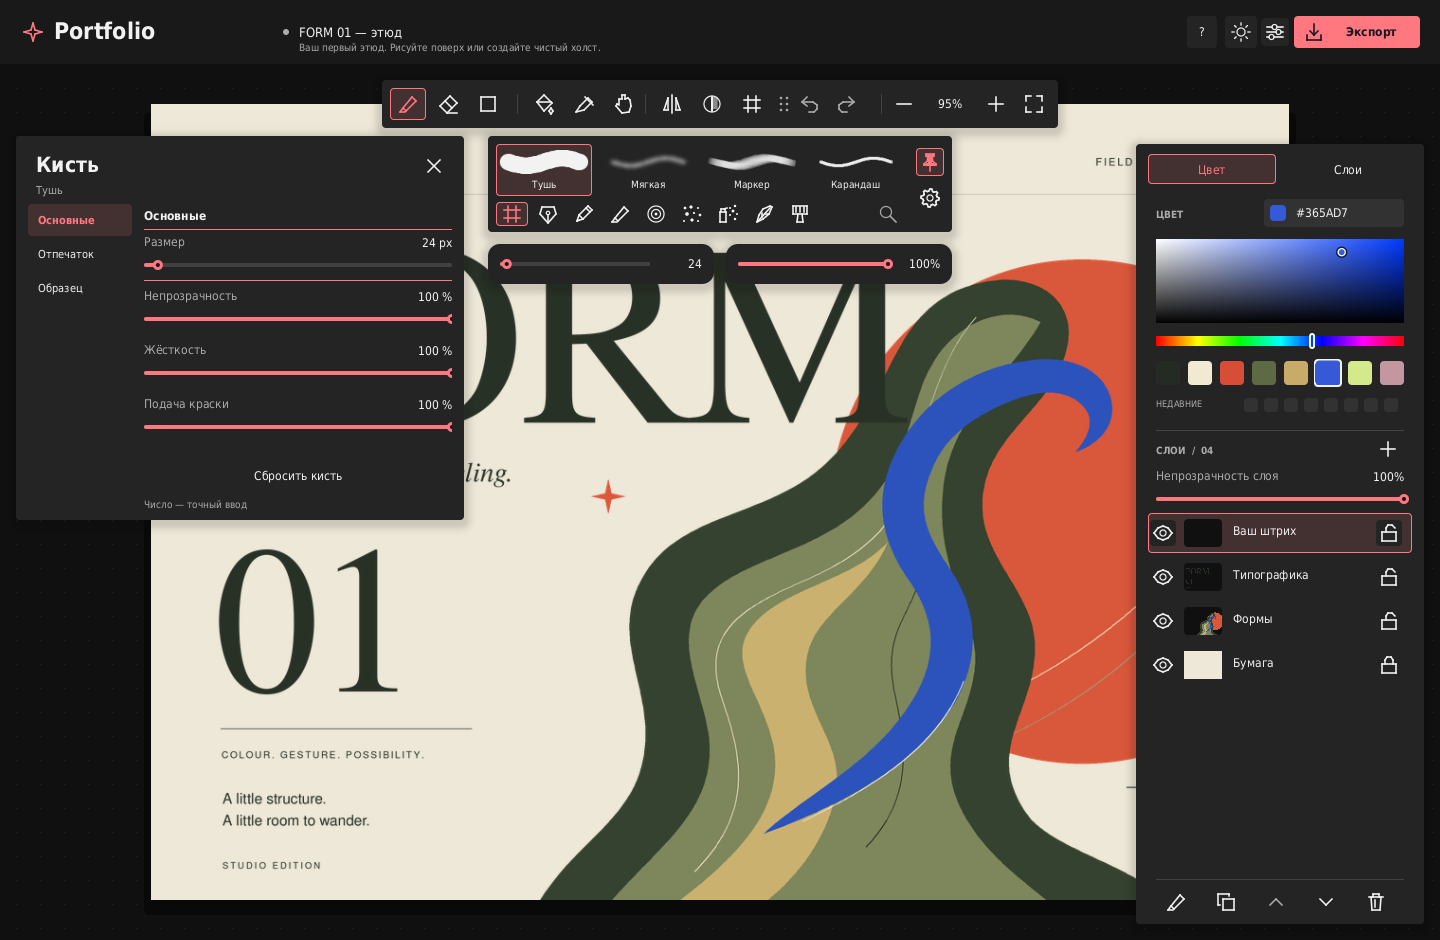 Portfolio
FORM 01 — этюд
Ваш первый этюд. Рисуйте поверх или создайте чистый холст.
?
Экспорт
95%
Кисть
Тушь
Основные
Отпечаток
Образец
Основные
Размер
24 px
Непрозрачность
100 %
Жёсткость
100 %
Подача краски
100 %
Сбросить кисть
Число — точный ввод
Тушь
Мягкая
Маркер
Карандаш
24
100%
FIELD
ORM
ling.
01
COLOUR. GESTURE. POSSIBILITY.
A little structure.
A little room to wander.
STUDIO EDITION
Цвет
Слои
ЦВЕТ
#365AD7
НЕДАВНИЕ
СЛОИ / 04
Непрозрачность слоя
100%
Ваш штрих
Типографика
Формы
Бумага